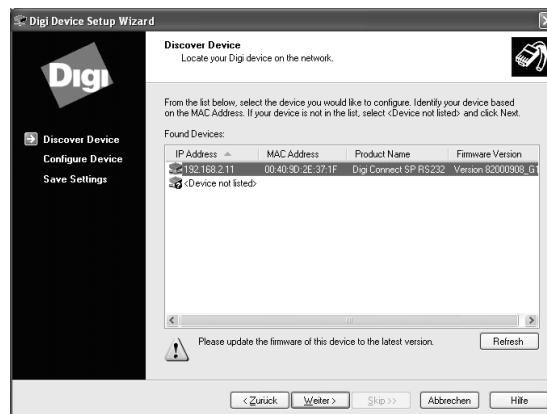 Digi Device Setup Wizard
Digi
Discover Device
Locate your Digi device on the network.
Discover Device
Configure Device
Save Settings
From the list below, select the device you would like to configure. Identify your device based
on the MAC Address. If your device is not in the list, select <Device not listed> and click Next.
Found Devices:
IP Address MAC Address Product Name Firmware Version
192.168.2.11 00:40:9D:2E:37:1F Digi Connect SP RS232 Version 82000908_G1
<Device not listed>
Please update the firmware of this device to the latest version.
Refresh
< Zurück Weiter > Skip >> Abbrechen Hilfe